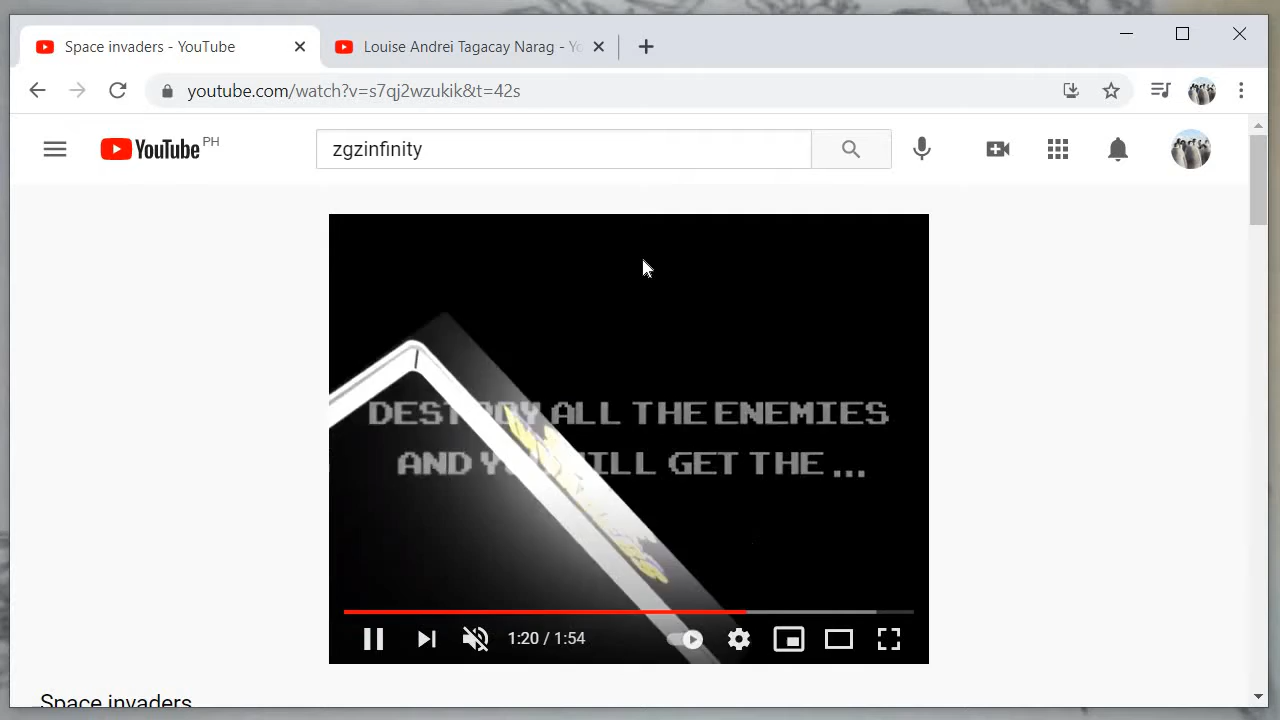 Space invaders - YouTube
Louise Andrei Tagacay Narag - Yo
youtube.com/watch?v=s7qj2wzukik&t=42s
YouTube PH
zgzinfinity
DESTROY ALL THE ENEMIES
AND YOU WILL GET THE ...
1:20 / 1:54
Space invaders